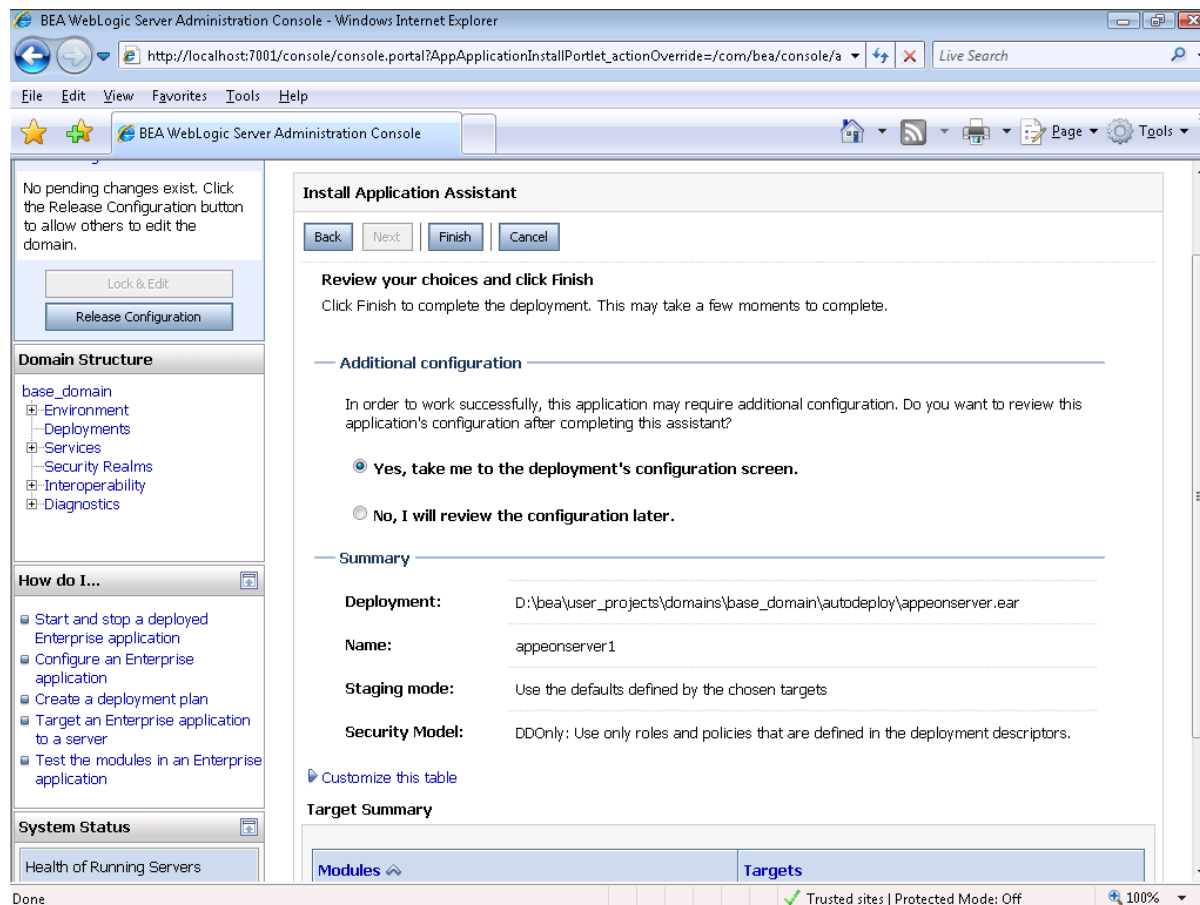 BEA WebLogic Server Administration Console - Windows Internet Explorer
http://localhost:7001/console/console.portal?AppApplicationInstallPortlet_actionOverride=/com/bea/console/a
Live Search
File Edit View Favorites Tools Help
BEA WebLogic Server Administration Console
Page
Tools
No pending changes exist. Click
the Release Configuration button
to allow others to edit the
domain.
Lock & Edit
Release Configuration
Domain Structure
base_domain
Environment
Deployments
Services
Security Realms
Interoperability
Diagnostics
How do I...
Start and stop a deployed
Enterprise application
Configure an Enterprise
application
Create a deployment plan
Target an Enterprise application
to a server
Test the modules in an Enterprise
application
System Status
Health of Running Servers
Install Application Assistant
Back Next Finish Cancel
Review your choices and click Finish
Click Finish to complete the deployment. This may take a few moments to complete.
Additional configuration
In order to work successfully, this application may require additional configuration. Do you want to review this
application's configuration after completing this assistant?
Yes, take me to the deployment's configuration screen.
No, I will review the configuration later.
Summary
Deployment: D:\bea\user_projects\domains\base_domain\autodeploy\appeonserver.ear
Name: appeonserver1
Staging mode: Use the defaults defined by the chosen targets
Security Model: DDOnly: Use only roles and policies that are defined in the deployment descriptors.
Customize this table
Target Summary
Modules Targets
Done
Trusted sites | Protected Mode: Off
100%